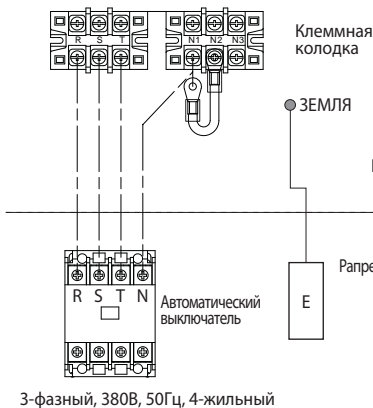 R S T N1 N2 N3
Клеммная
колодка
ЗЕМЛЯ
R S T N
Автоматический
выключатель
E
3-фазный, 380В, 50Гц, 4-жильный